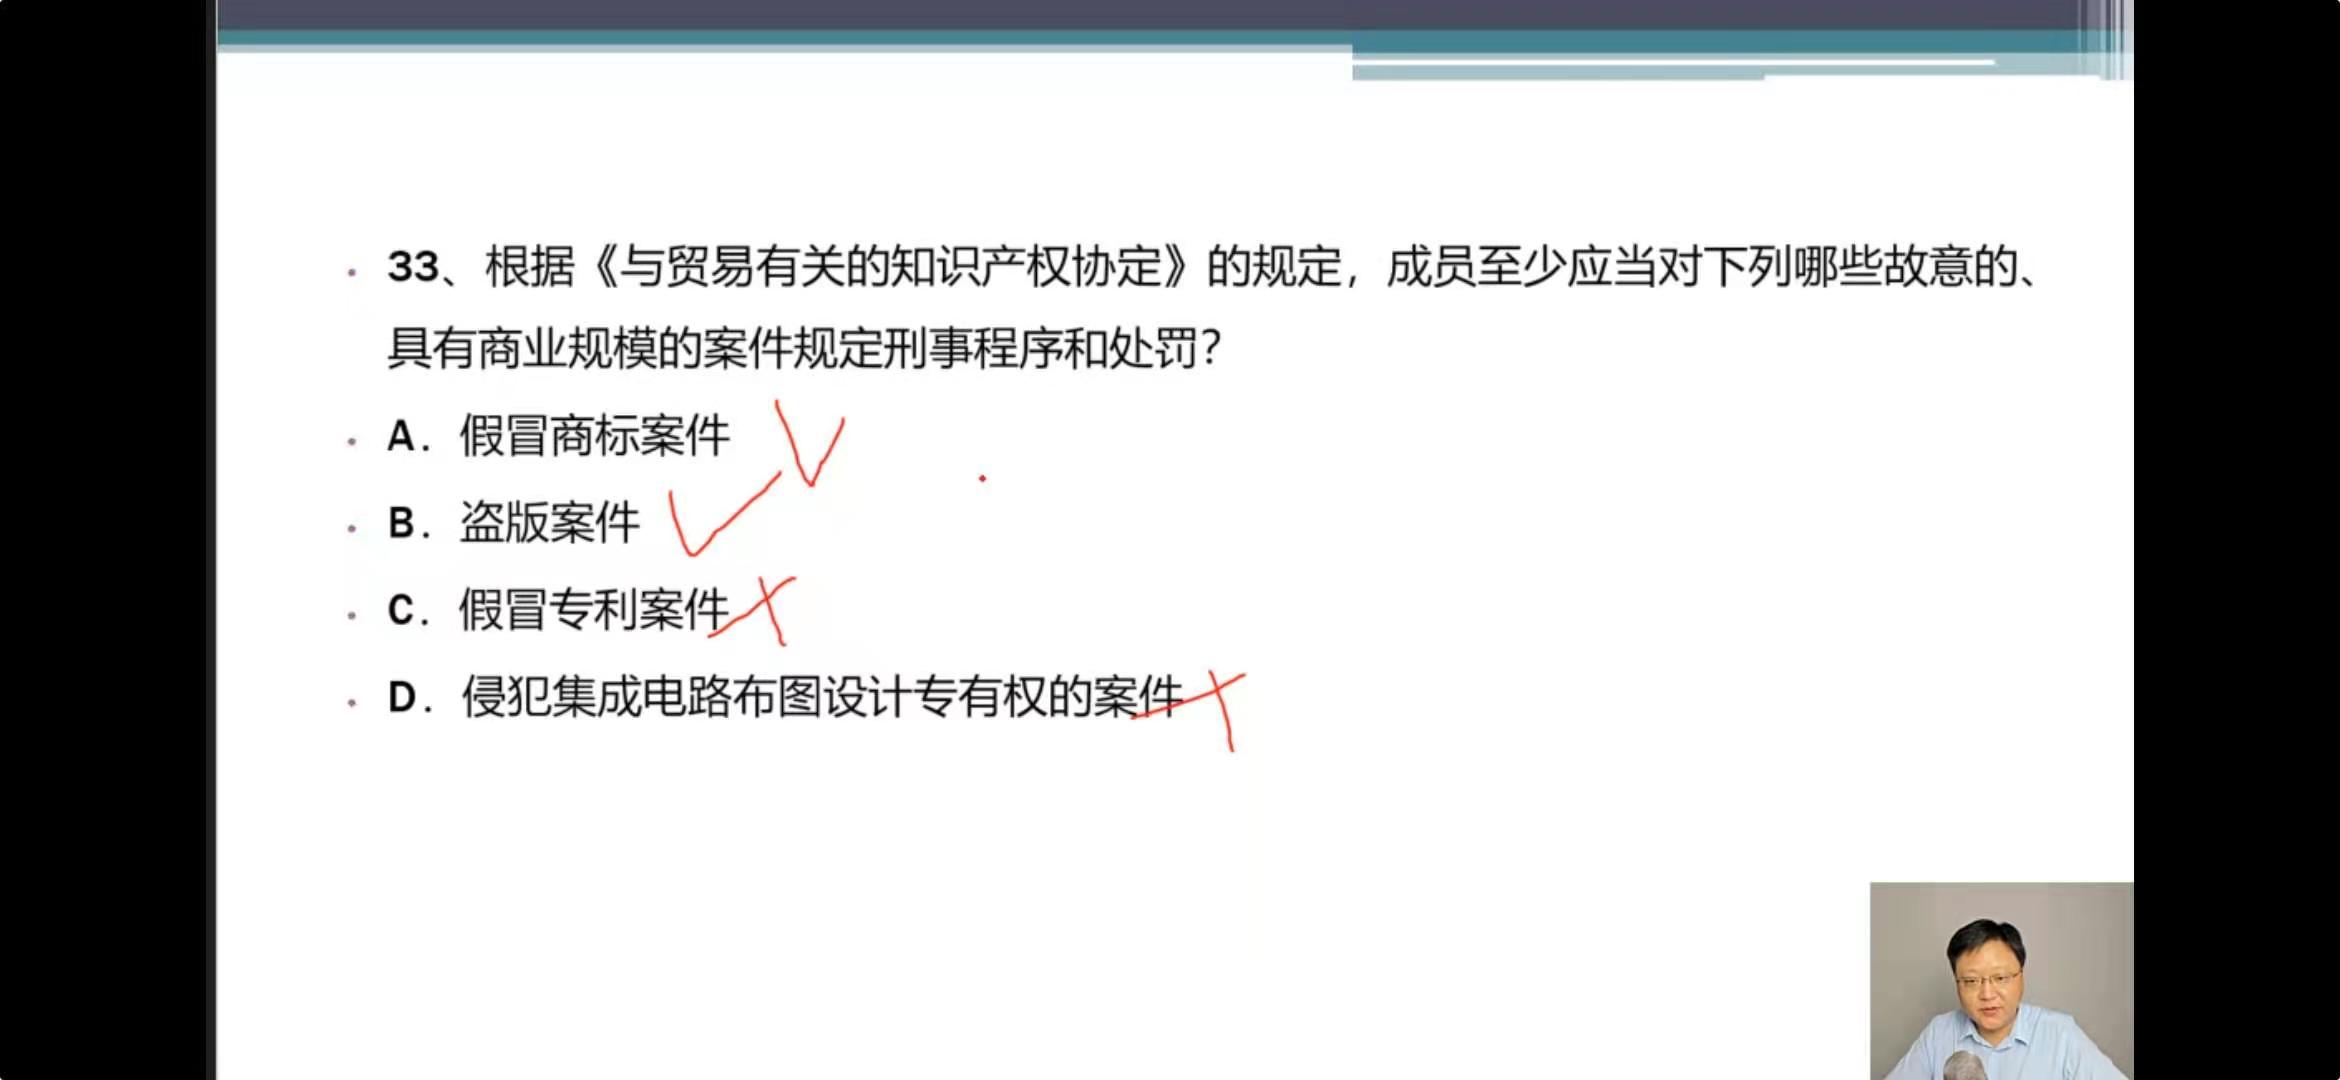 33、根据《与贸易有关的知识产权协定》的规定，成员至少应当对下列哪些故意的、
具有商业规模的案件规定刑事程序和处罚？
A．假冒商标案件
B．盗版案件
C．假冒专利案件
D．侵犯集成电路布图设计专有权的案件